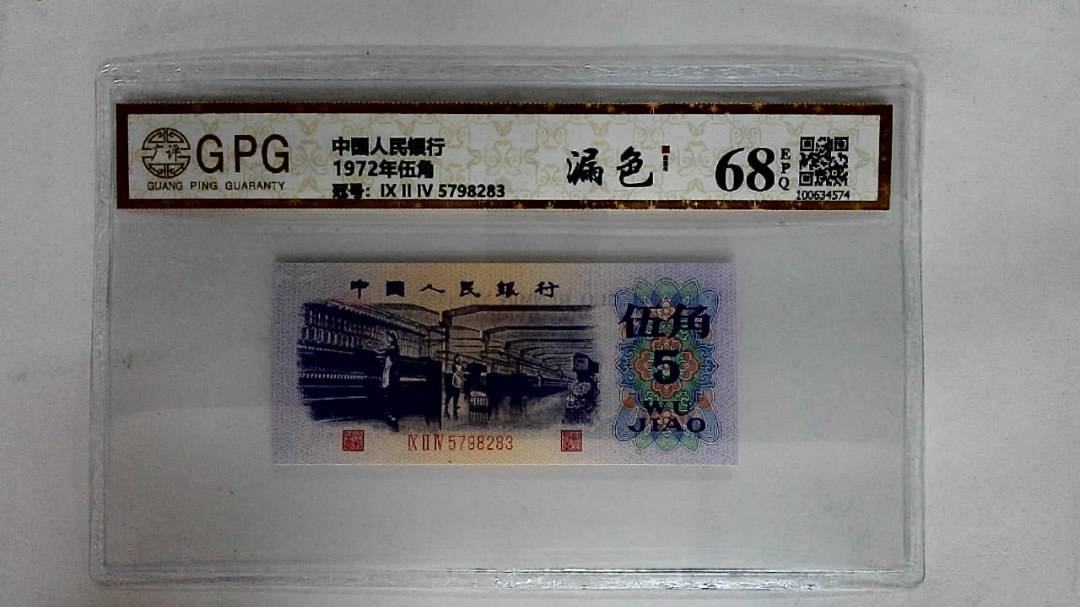 GPG
GUANG PING GUARANTY
中国人民银行
1972年伍角
冠号: IX II IV 5798283
漏色
68
EPQ
100634574
中國人民銀行
伍角
5
WU
JIAO
IX II IV 5798283